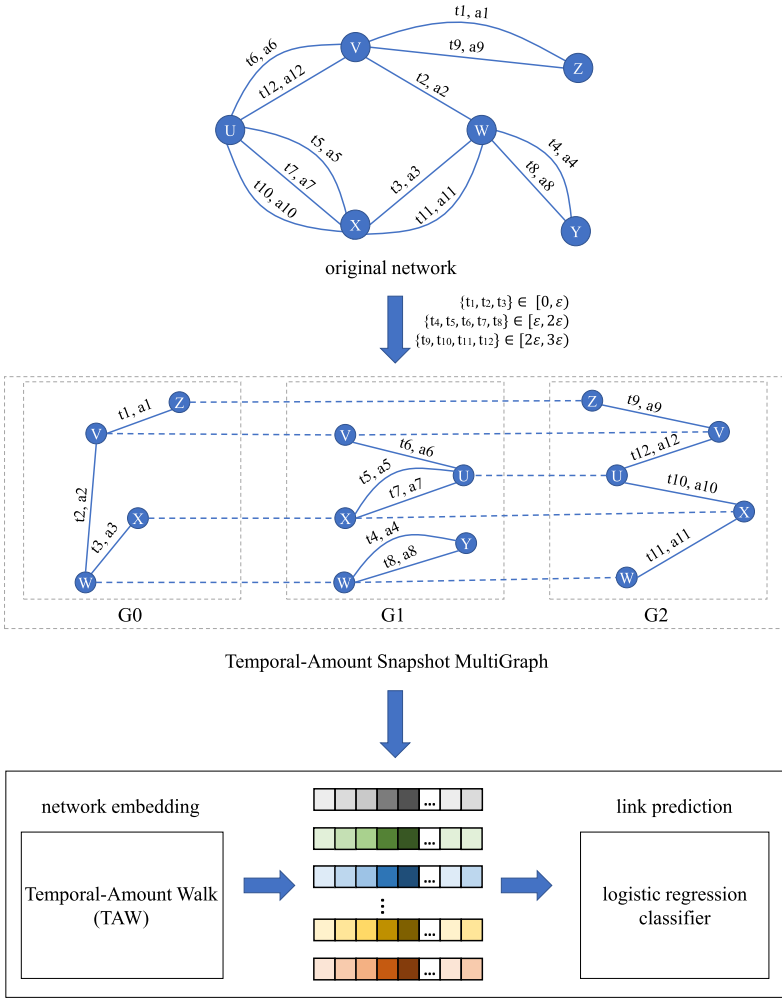 t1, a1
t6, a6
V
t9, a9
Z
t12, a12
t2, a2
U
W
t5, a5
t4, a4
t7, a7
t3, a3
t8, a8
t10, a10
t11, a11
X
Y
original network
{t₁, t₂, t₃} ∈ [0, ε)
{t₄, t₅, t₆, t₇, t₈} ∈ [ε, 2ε)
{t₉, t₁₀, t₁₁, t₁₂} ∈ [2ε, 3ε)
t1, a1
Z
V
t2, a2
X
t3, a3
W
G0
V
t6, a6
t5, a5
U
t7, a7
X
t4, a4
Y
t8, a8
W
G1
Z
t9, a9
V
t12, a12
U
t10, a10
X
t11, a11
W
G2
Temporal-Amount Snapshot MultiGraph
network embedding
Temporal-Amount Walk
(TAW)
...
...
...
...
...
...
link prediction
logistic regression
classifier